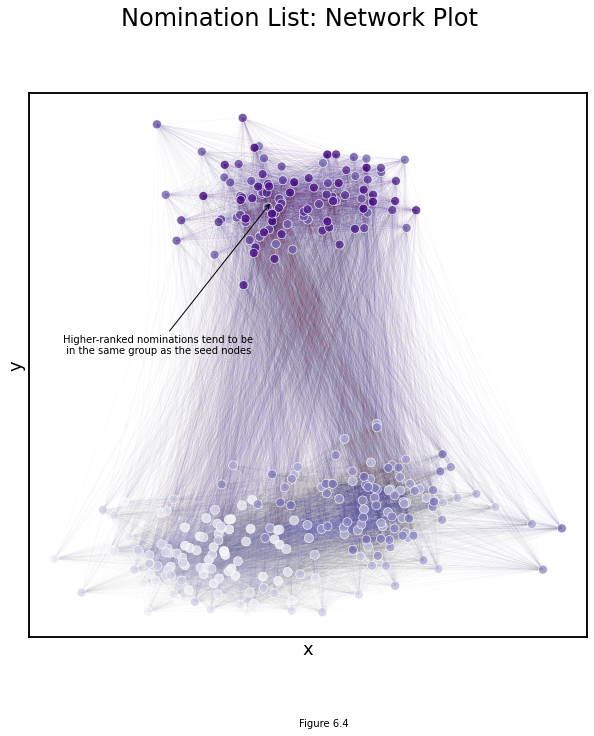 Nomination List: Network Plot
Higher-ranked nominations tend to be
in the same group as the seed nodes
y
x
Figure 6.4